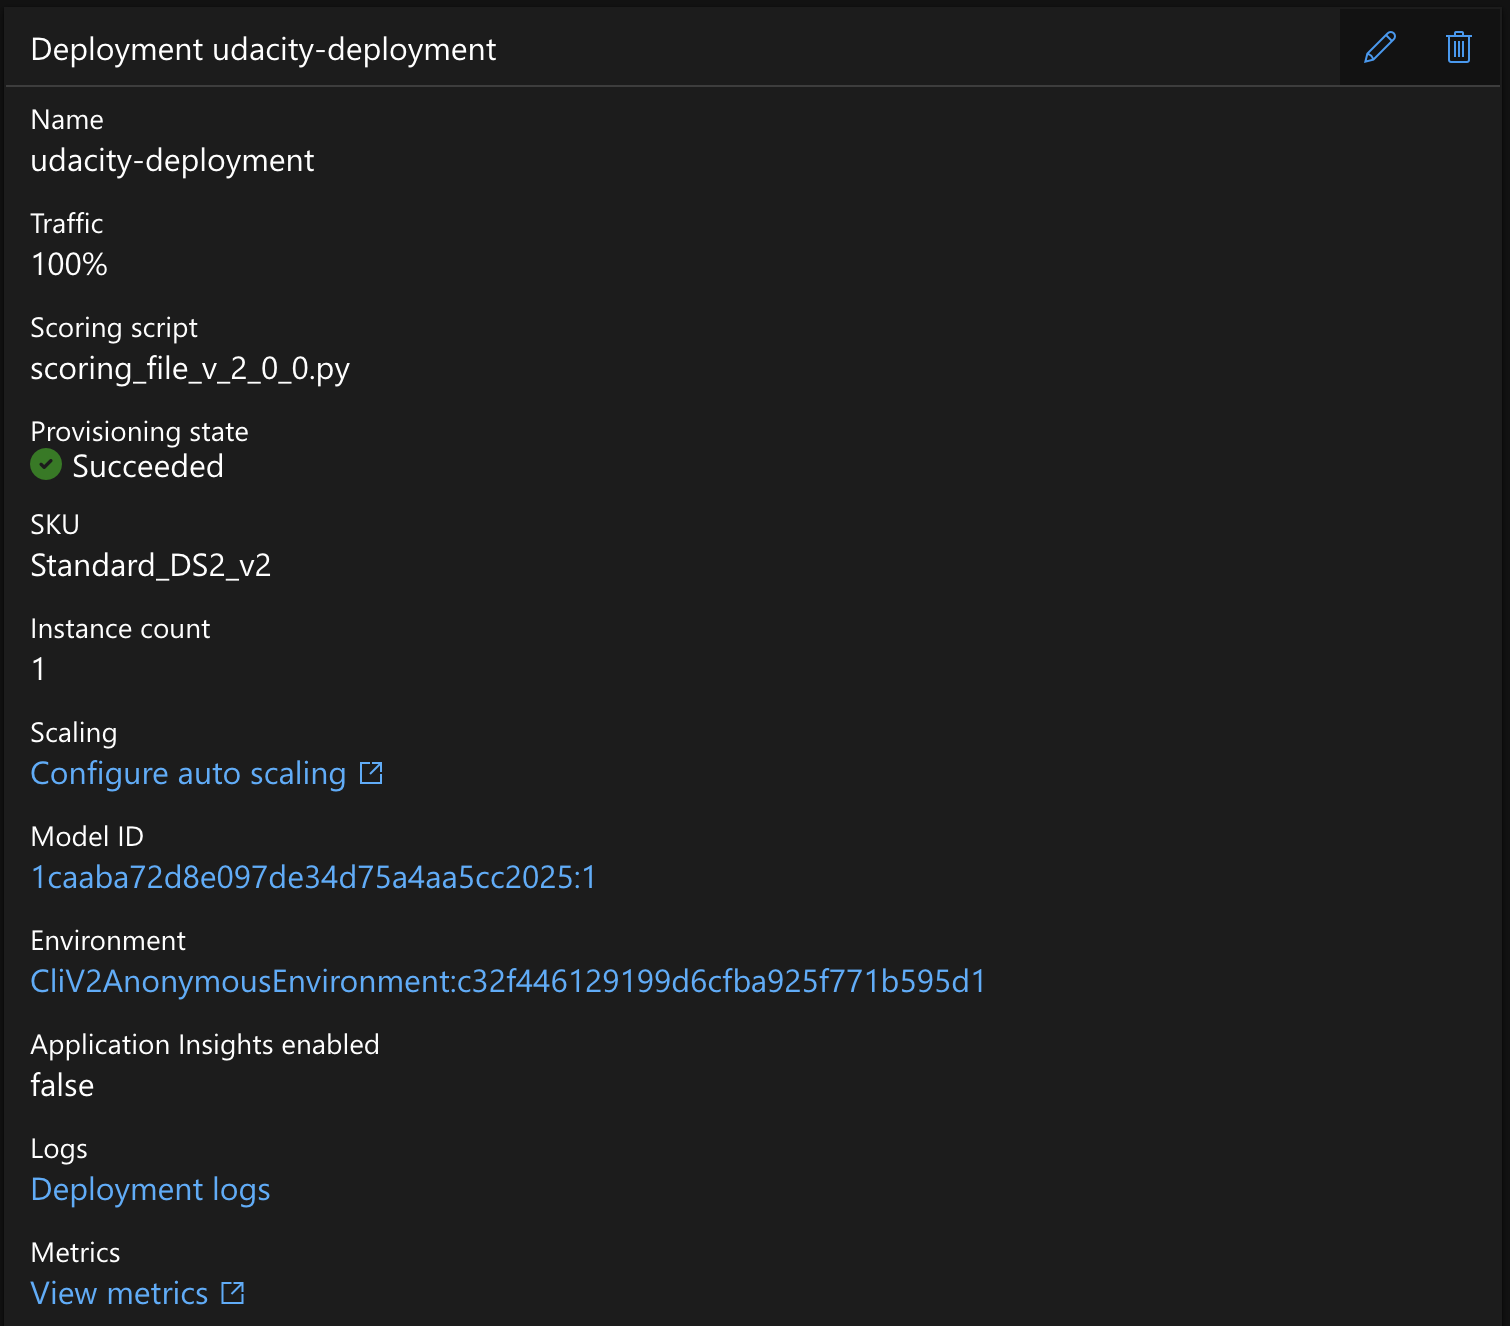 Deployment udacity-deployment
Name
udacity-deployment
Traffic
100%
Scoring script
scoring_file_v_2_0_0.py
Provisioning state
Succeeded
SKU
Standard_DS2_v2
Instance count
1
Scaling
Configure auto scaling
Model ID
1caaba72d8e097de34d75a4aa5cc2025:1
Environment
CliV2AnonymousEnvironment:c32f446129199d6cfba925f771b595d1
Application Insights enabled
false
Logs
Deployment logs
Metrics
View metrics